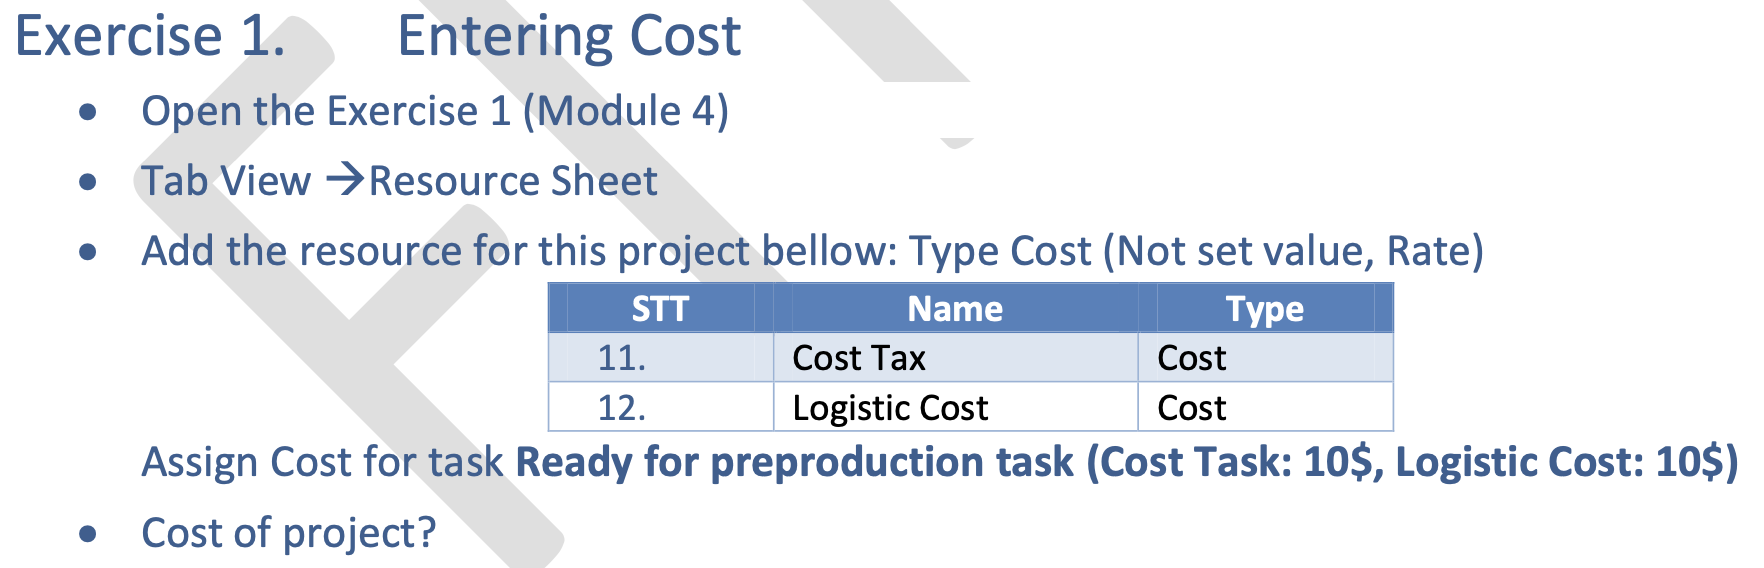 Exercise 1. Entering Cost
• Open the Exercise 1 (Module 4)
• Tab View →Resource Sheet
• Add the resource for this project bellow: Type Cost (Not set value, Rate)
STT Name Type
11. Cost Tax Cost
12. Logistic Cost Cost
Assign Cost for task Ready for preproduction task (Cost Task: 10$, Logistic Cost: 10$)
• Cost of project?